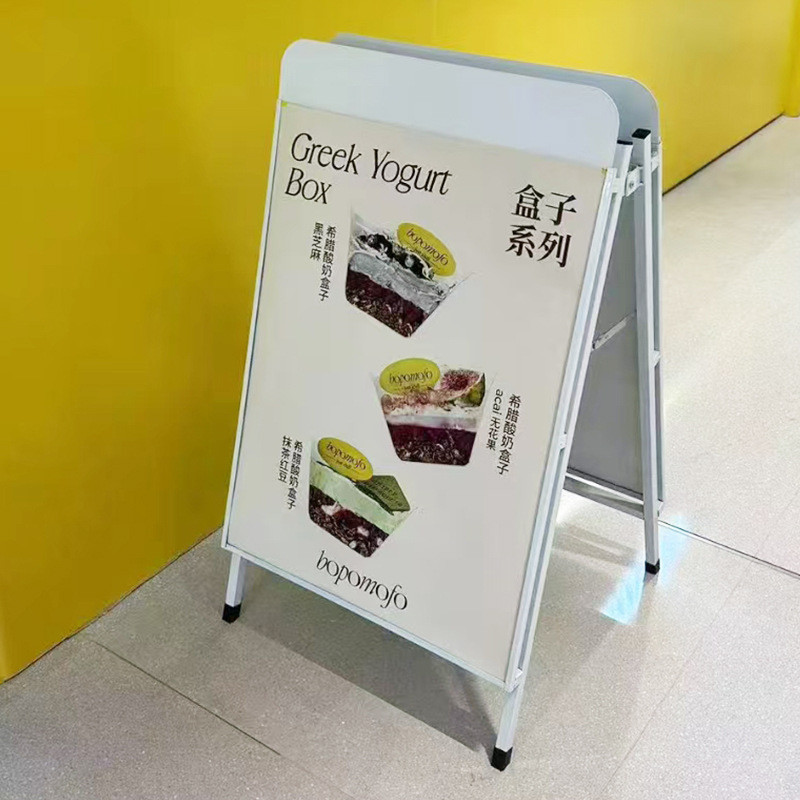 Greek Yogurt
Box
盒子
系列
希腊酸奶盒子
黑芝麻
bopomofo
希腊酸奶盒子
acai 无花果
bopomofo
希腊酸奶盒子
抹茶红豆
bopomofo
bopomofo